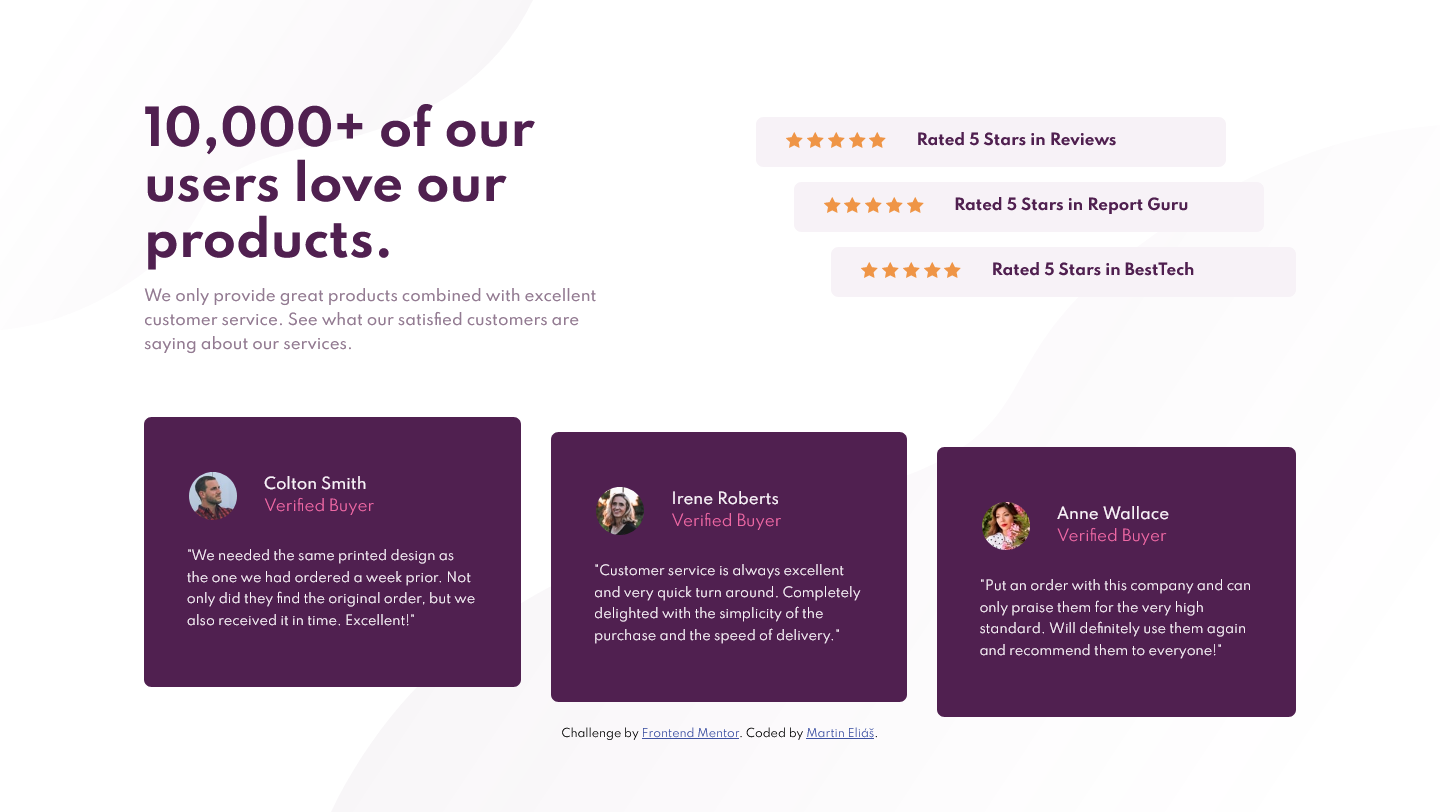 10,000+ of our
users love our
products.
We only provide great products combined with excellent
customer service. See what our satisfied customers are
saying about our services.
Rated 5 Stars in Reviews
Rated 5 Stars in Report Guru
Rated 5 Stars in BestTech
Colton Smith
Verified Buyer
"We needed the same printed design as
the one we had ordered a week prior. Not
only did they find the original order, but we
also received it in time. Excellent!"
Irene Roberts
Verified Buyer
"Customer service is always excellent
and very quick turn around. Completely
delighted with the simplicity of the
purchase and the speed of delivery."
Anne Wallace
Verified Buyer
"Put an order with this company and can
only praise them for the very high
standard. Will definitely use them again
and recommend them to everyone!"
Challenge by Frontend Mentor. Coded by Martin Eliáš.